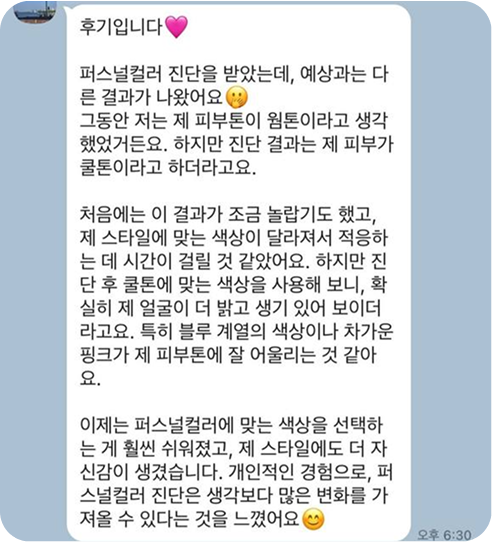 후기입니다🩷
퍼스널컬러 진단을 받았는데, 예상과는 다
른 결과가 나왔어요🫢
그동안 저는 제 피부톤이 웜톤이라고 생각
했었거든요. 하지만 진단 결과는 제 피부가
쿨톤이라고 하더라고요.
처음에는 이 결과가 조금 놀랍기도 했고,
제 스타일에 맞는 색상이 달라져서 적응하
는 데 시간이 걸릴 것 같았어요. 하지만 진
단 후 쿨톤에 맞는 색상을 사용해 보니, 확
실히 제 얼굴이 더 밝고 생기 있어 보이더
라고요. 특히 블루 계열의 색상이나 차가운
핑크가 제 피부톤에 잘 어울리는 것 같아
요.
이제는 퍼스널컬러에 맞는 색상을 선택하
는 게 훨씬 쉬워졌고, 제 스타일에도 더 자
신감이 생겼습니다. 개인적인 경험으로, 퍼
스널컬러 진단은 생각보다 많은 변화를 가
져올 수 있다는 것을 느꼈어요😊
오후 6:30